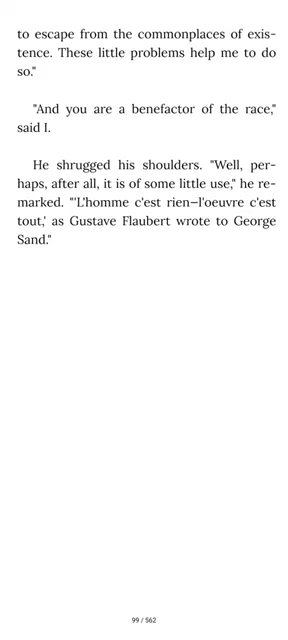 to escape from the commonplaces of exis-
tence. These little problems help me to do
so."
"And you are a benefactor of the race,"
said I.
He shrugged his shoulders. "Well, per-
haps, after all, it is of some little use," he re-
marked. "'L'homme c'est rien—l'oeuvre c'est
tout,' as Gustave Flaubert wrote to George
Sand."
99 / 562